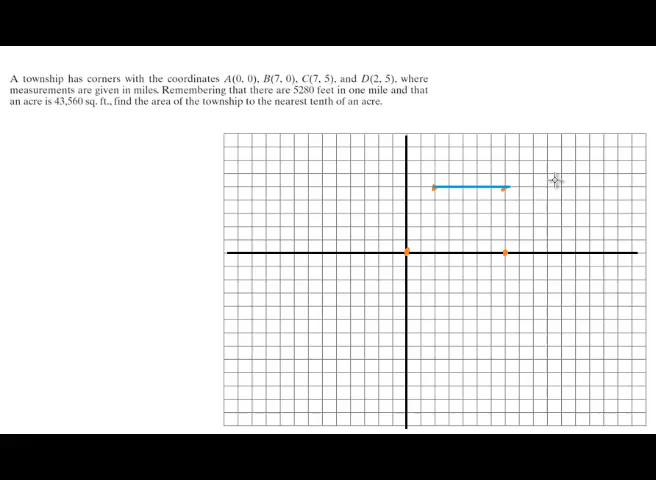 A township has corners with the coordinates A(0, 0), B(7, 0), C(7, 5), and D(2, 5), where
measurements are given in miles. Remembering that there are 5280 feet in one mile and that
an acre is 43,560 sq. ft., find the area of the township to the nearest tenth of an acre.